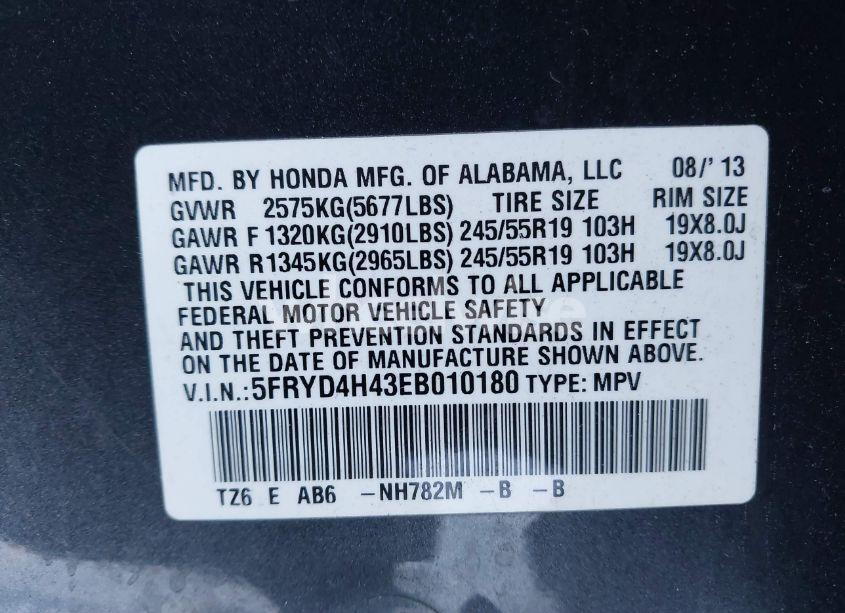 MFD. BY HONDA MFG. OF ALABAMA, LLC 08/' 13
GVWR 2575KG(5677LBS) TIRE SIZE RIM SIZE
GAWR F 1320KG(2910LBS) 245/55R19 103H 19X8.0J
GAWR R 1345KG(2965LBS) 245/55R19 103H 19X8.0J
THIS VEHICLE CONFORMS TO ALL APPLICABLE
FEDERAL MOTOR VEHICLE SAFETY
AND THEFT PREVENTION STANDARDS IN EFFECT
ON THE DATE OF MANUFACTURE SHOWN ABOVE.
V.I.N.: 5FRYD4H43EB010180 TYPE: MPV
TZ6 E AB6 -NH782M -B -B